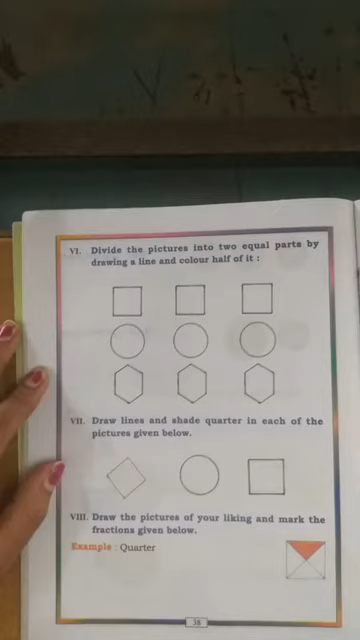 VI. Divide the pictures into two equal parts by
drawing a line and colour half of it :
VII. Draw lines and shade quarter in each of the
pictures given below.
VIII. Draw the pictures of your liking and mark the
fractions given below.
Example : Quarter
38